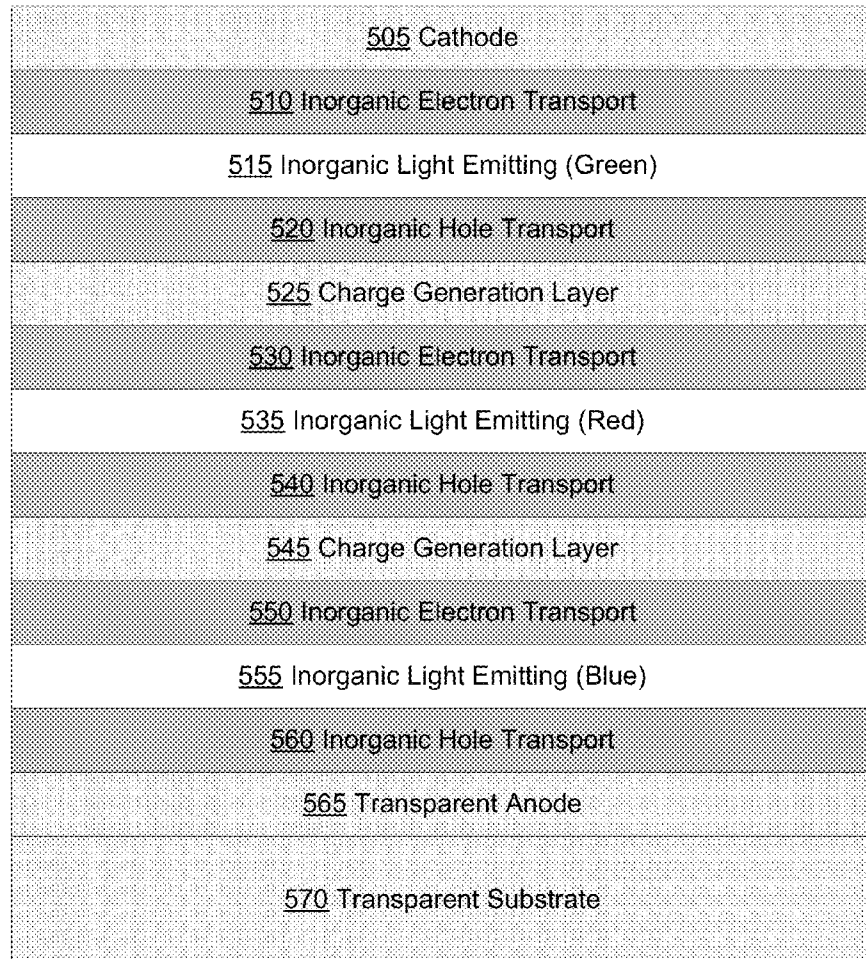 505 Cathode
510 Inorganic Electron Transport
515 Inorganic Light Emitting (Green)
520 Inorganic Hole Transport
525 Charge Generation Layer
530 Inorganic Electron Transport
535 Inorganic Light Emitting (Red)
540 Inorganic Hole Transport
545 Charge Generation Layer
550 Inorganic Electron Transport
555 Inorganic Light Emitting (Blue)
560 Inorganic Hole Transport
565 Transparent Anode
570 Transparent Substrate